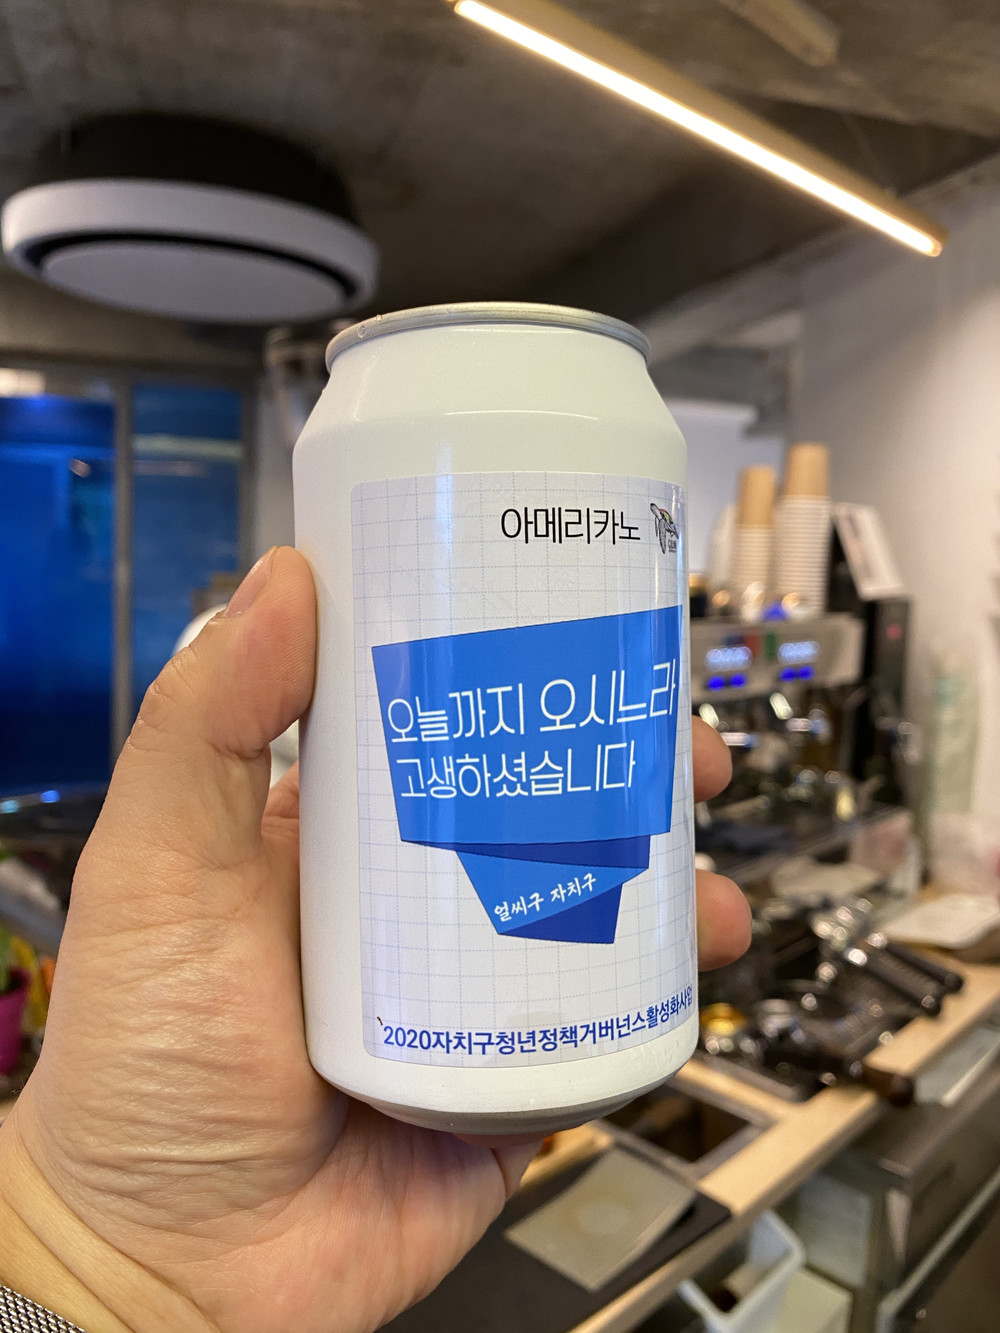 아메리카노
오늘까지 오시느라
고생하셨습니다
얼씨구 자치구
2020자치구청년정책거버넌스활성화사업